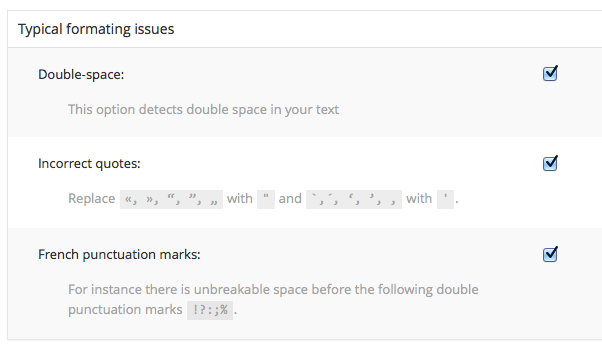 Typical formating issues
Double-space:
This option detects double space in your text
Incorrect quotes:
Replace «, », “, ”, „ with " and `,´, ‘, ’, ‚ with ' .
French punctuation marks:
For instance there is unbreakable space before the following double
punctuation marks !?:;% .